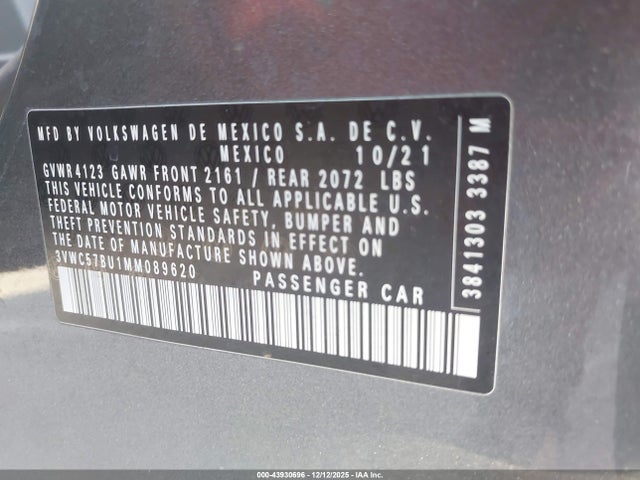 MFD BY VOLKSWAGEN DE MEXICO S.A. DE C.V.
MEXICO 10/21
GVWR 4123 GAWR FRONT 2161 / REAR 2072 LBS
THIS VEHICLE CONFORMS TO ALL APPLICABLE U.S.
FEDERAL MOTOR VEHICLE SAFETY, BUMPER AND
THEFT PREVENTION STANDARDS IN EFFECT ON
THE DATE OF MANUFACTURE SHOWN ABOVE.
3VWC57BU1MM089620
PASSENGER CAR
3841303 3387 M
000-43930696 - 12/12/2025 - IAA Inc.